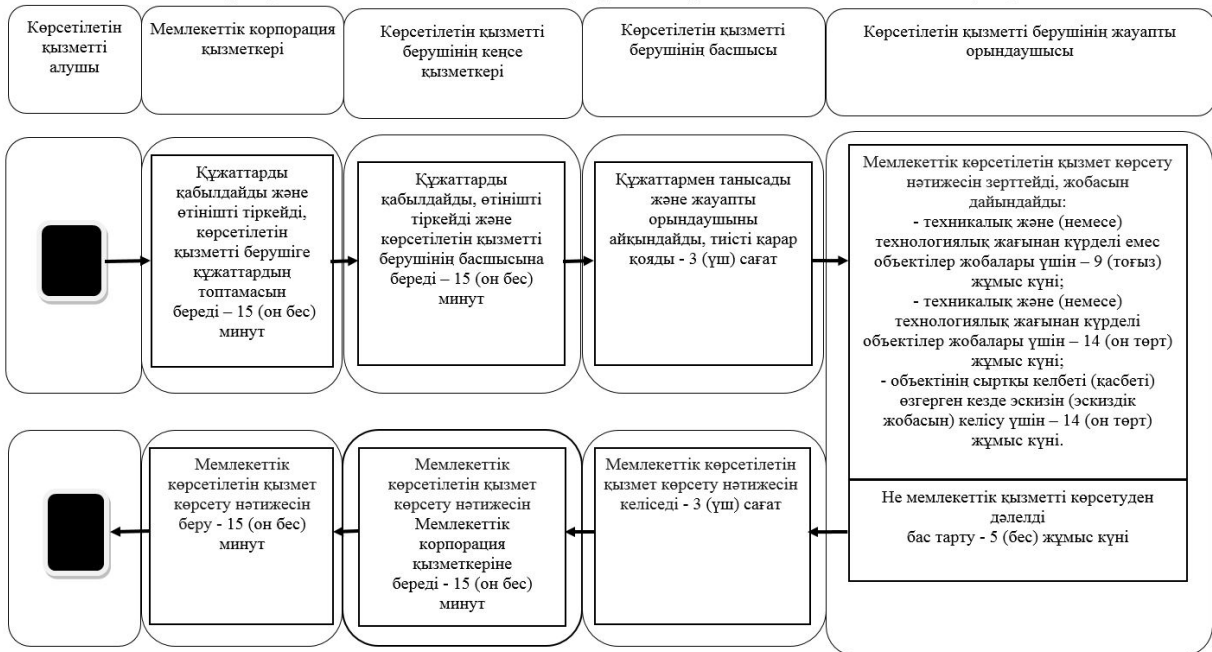 Көрсетілетін
қызметті
алушы
Мемлекеттік корпорация
қызметкері
Көрсетілетін қызметті
берушінің кеңсе
қызметкері
Көрсетілетін қызметті
берушінің басшысы
Көрсетілетін қызметті берушінің жауапты
орындаушысы
Құжаттарды
қабылдайды және
өтінішті тіркейді,
көрсетілетін
қызметті берушіге
құжаттардың
топтамасын
береді – 15 (он бес)
минут
Құжаттарды
қабылдайды, өтінішті
тіркейді және
көрсетілетін қызметті
берушінің басшысына
береді – 15 (он бес)
минут
Құжаттармен танысады
және жауапты
орындаушыны
айқындайды, тиісті қарар
қояды - 3 (үш) сағат
Мемлекеттік көрсетілетін қызмет көрсету
нәтижесін зерттейді, жобасын
дайындайды:
- техникалық және (немесе)
технологиялық жағынан күрделі емес
объектілер жобалары үшін – 9 (тоғыз)
жұмыс күні;
- техникалық және (немесе)
технологиялық жағынан күрделі
объектілер жобалары үшін – 14 (он төрт)
жұмыс күні;
- объектінің сыртқы келбеті (қасбеті)
өзгерген кезде эскизін (эскиздік
жобасын) келісу үшін – 14 (он төрт)
жұмыс күні.
Мемлекеттік
көрсетілетін қызмет
көрсету нәтижесін
беру - 15 (он бес)
минут
Мемлекеттік
көрсетілетін қызмет
көрсету нәтижесін
Мемлекеттік
корпорация
қызметкеріне
береді - 15 (он бес)
минут
Мемлекеттік көрсетілетін
қызмет көрсету нәтижесін
келіседі - 3 (үш) сағат
Не мемлекеттік қызметті көрсетуден
дәлелді
бас тарту - 5 (бес) жұмыс күні